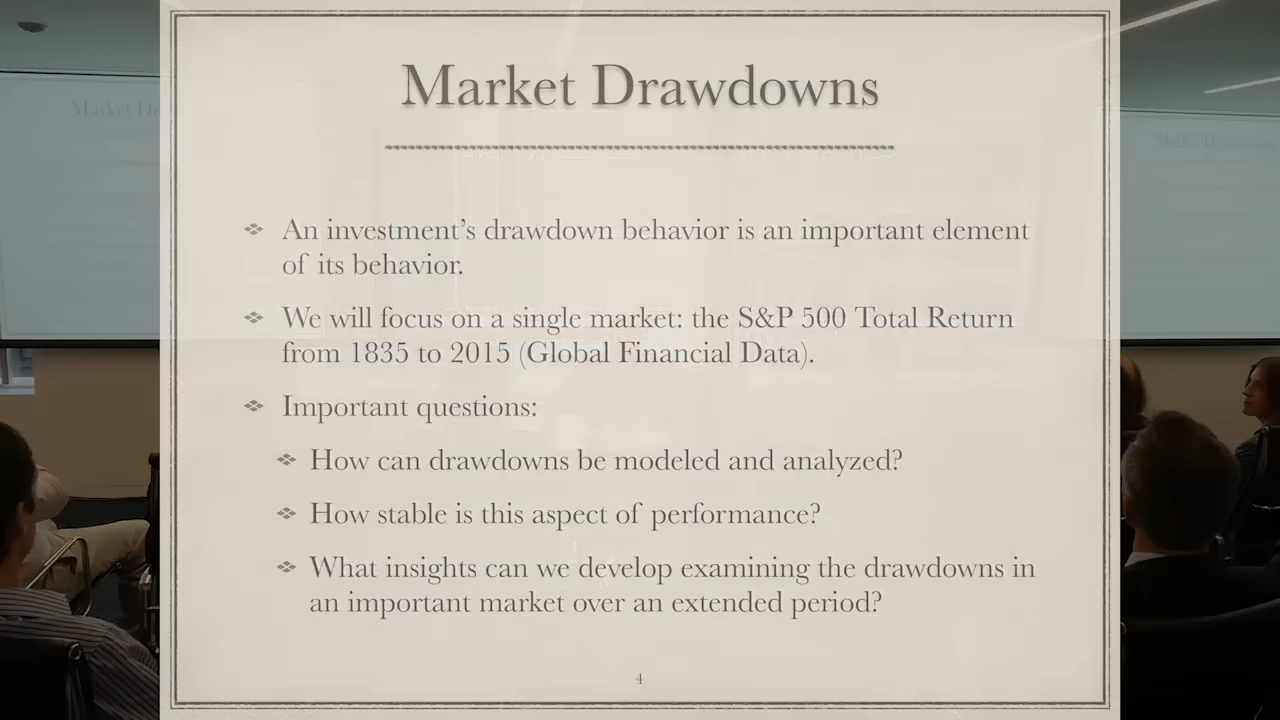 Market Drawdowns
An investment's drawdown behavior is an important element
of its behavior.
We will focus on a single market: the S&P 500 Total Return
from 1835 to 2015 (Global Financial Data).
Important questions:
How can drawdowns be modeled and analyzed?
How stable is this aspect of performance?
What insights can we develop examining the drawdowns in
an important market over an extended period?
4